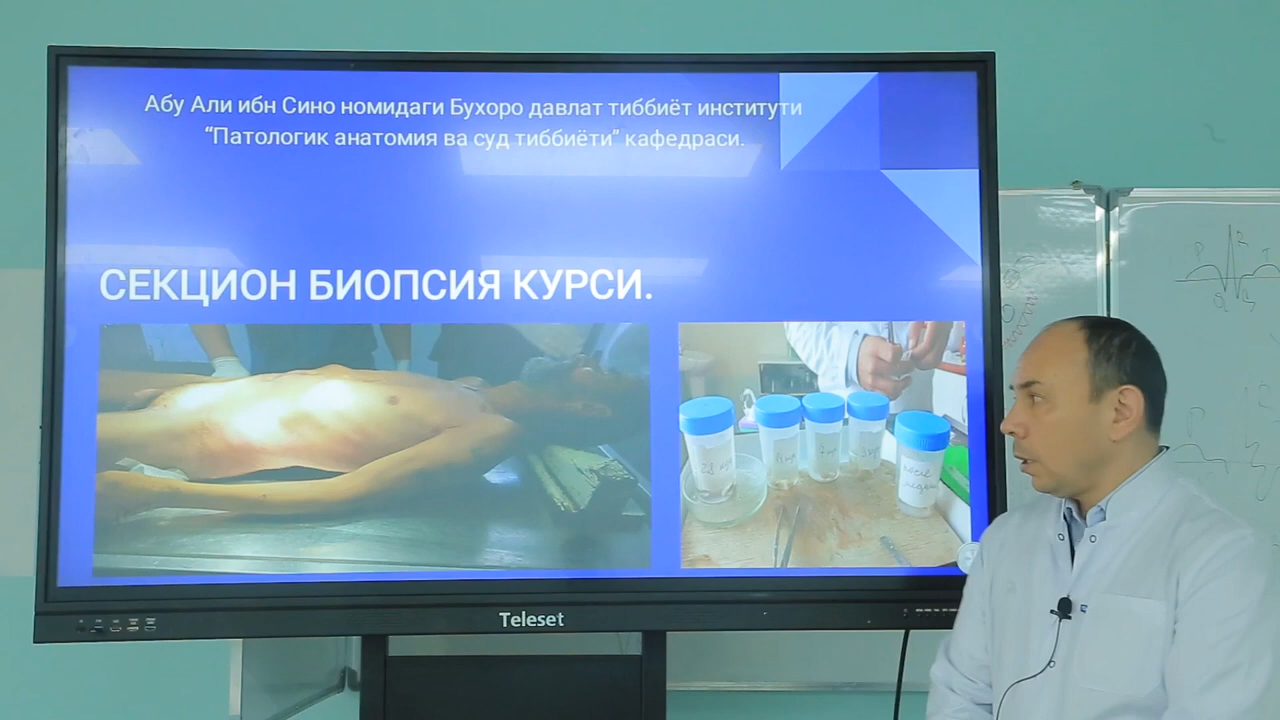 Абу Али ибн Сино номидаги Бухоро давлат тиббиёт институти
“Патологик анатомия ва суд тиббиёти” кафедраси.
СЕКЦИОН БИОПСИЯ КУРСИ.
Teleset
P R T
Q
P